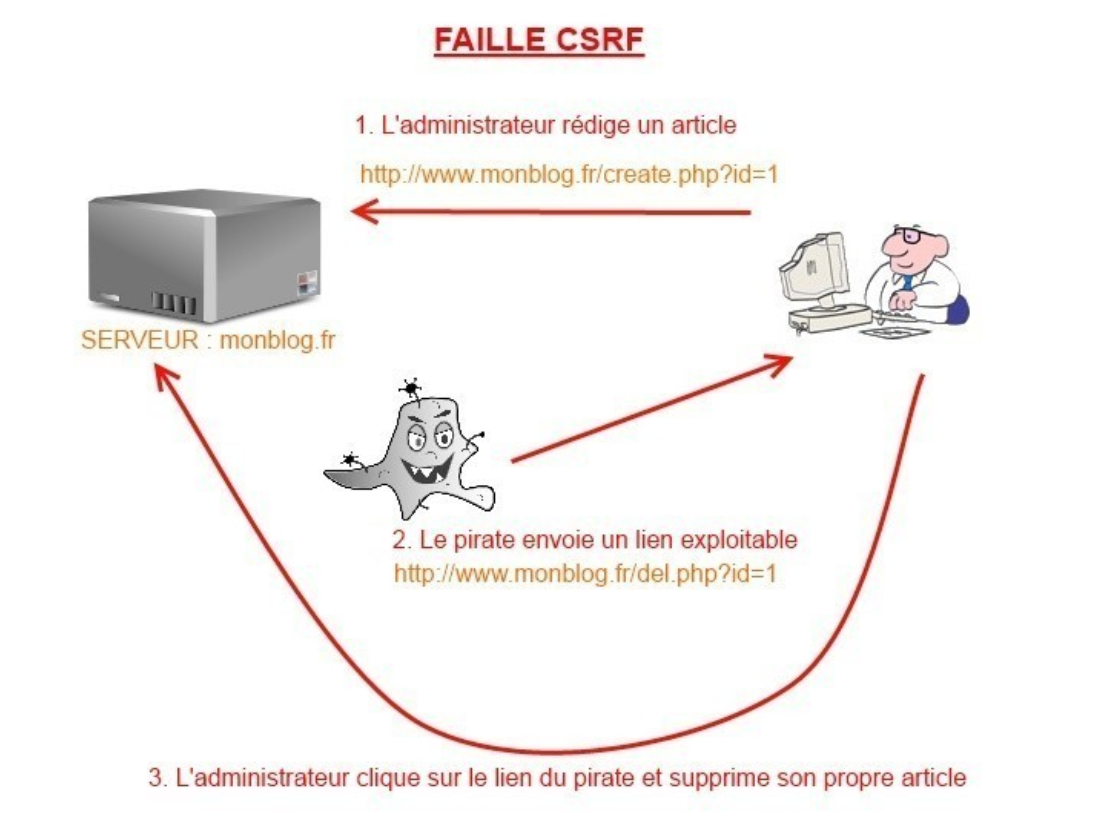 FAILLE CSRF
1. L'administrateur rédige un article
http://www.monblog.fr/create.php?id=1
SERVEUR : monblog.fr
2. Le pirate envoie un lien exploitable
http://www.monblog.fr/del.php?id=1
3. L'administrateur clique sur le lien du pirate et supprime son propre article